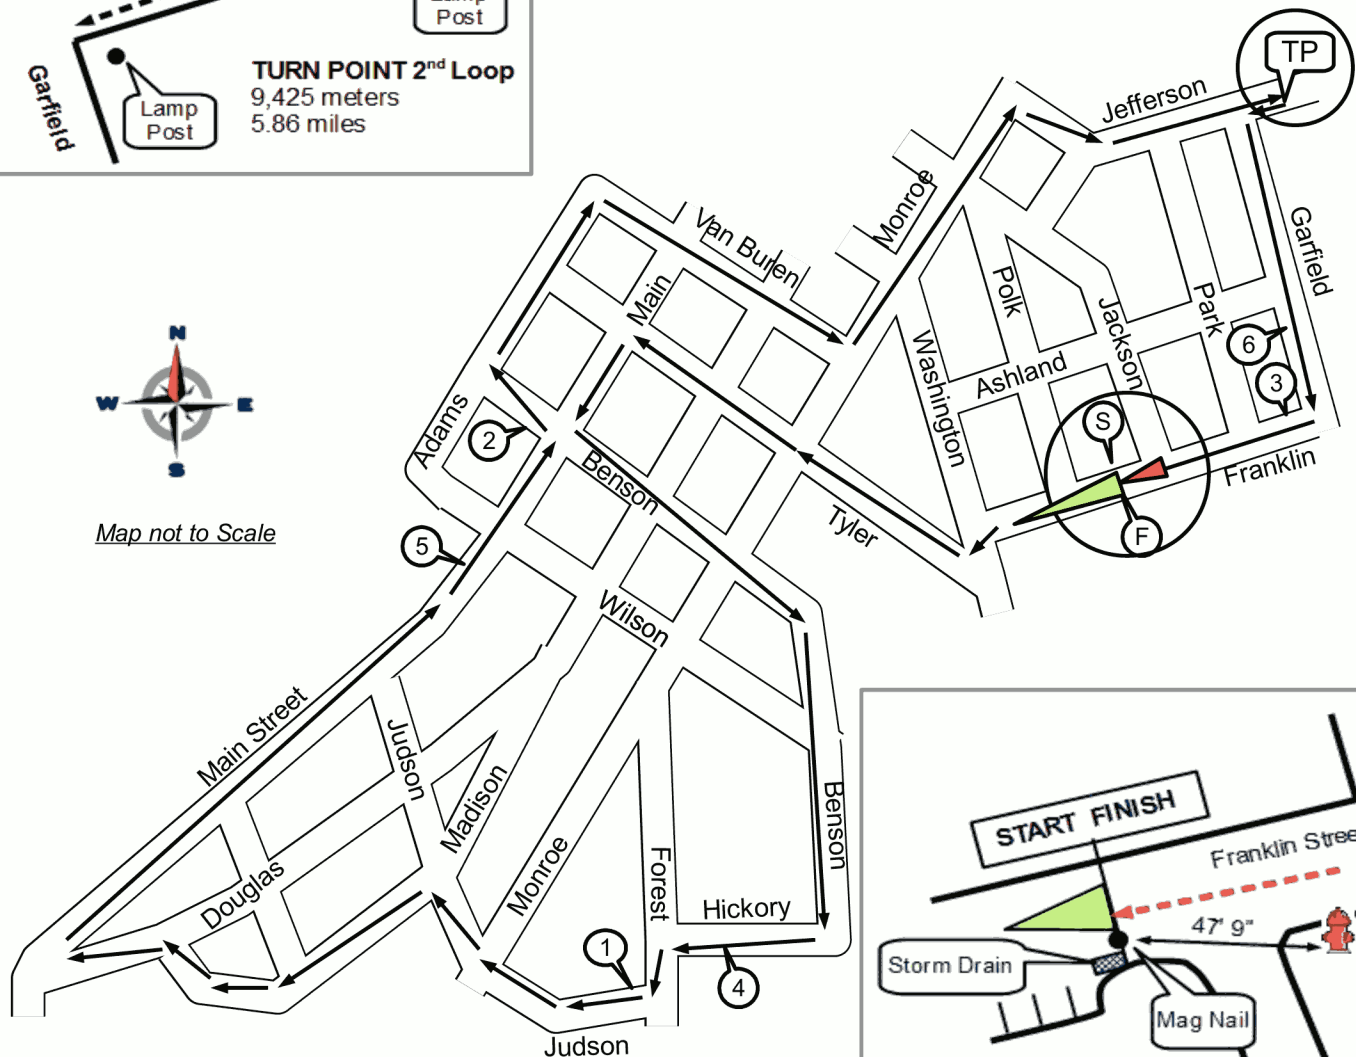 Lamp
Post
Garfield
Lamp
Post
TURN POINT 2nd Loop
9,425 meters
5.86 miles
TP
Jefferson
Monroe
Van Buren
Garfield
Main
Polk
Park
Jackson
Washington
Ashland
6
3
N
W
E
S
Map not to Scale
Adams
2
S
Benson
Franklin
Tyler
F
5
Wilson
Main Street
Judson
Madison
Benson
Monroe
Forest
Douglas
Hickory
1
4
Judson
START FINISH
Franklin Stree
47' 9"
Storm Drain
Mag Nail